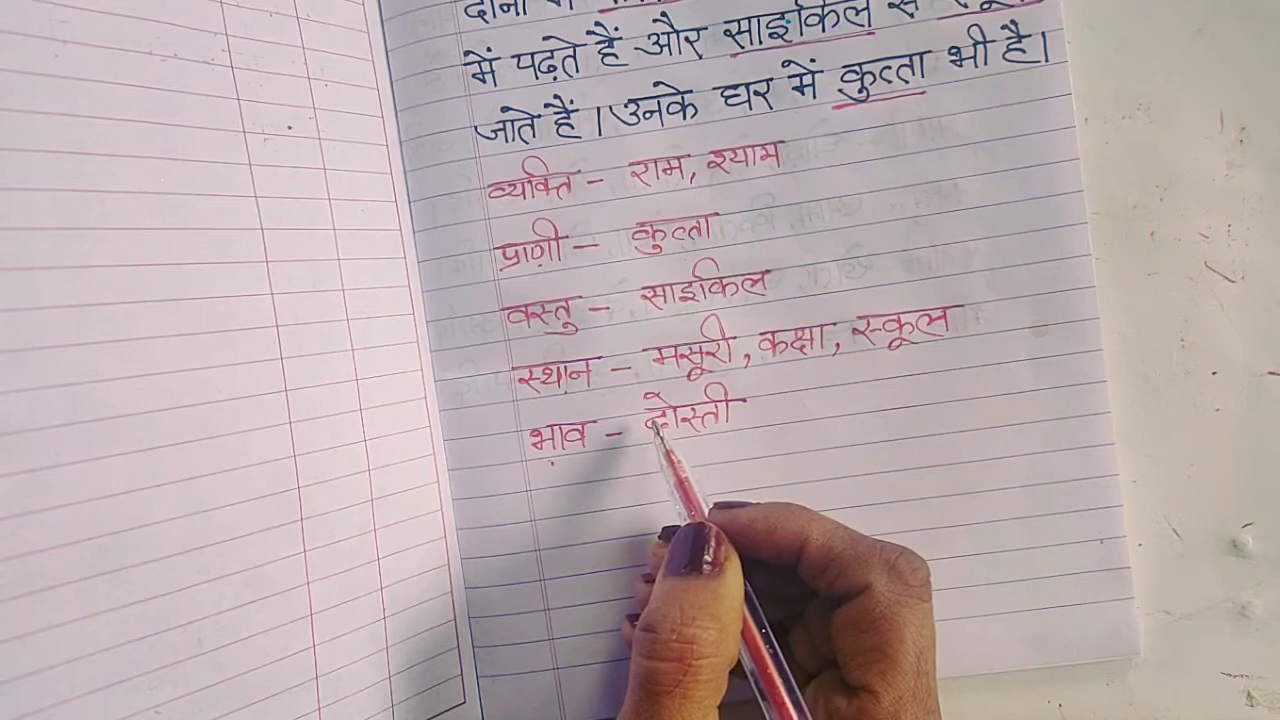 में पढ़ते हैं और साइकिल से
जाते हैं। उनके घर में कुत्ता भी है।
व्यक्ति - राम, श्याम
प्राणी - कुत्ता
वस्तु - साइकिल
स्थान - मसूरी, कक्षा, स्कूल
भाव - दोस्ती